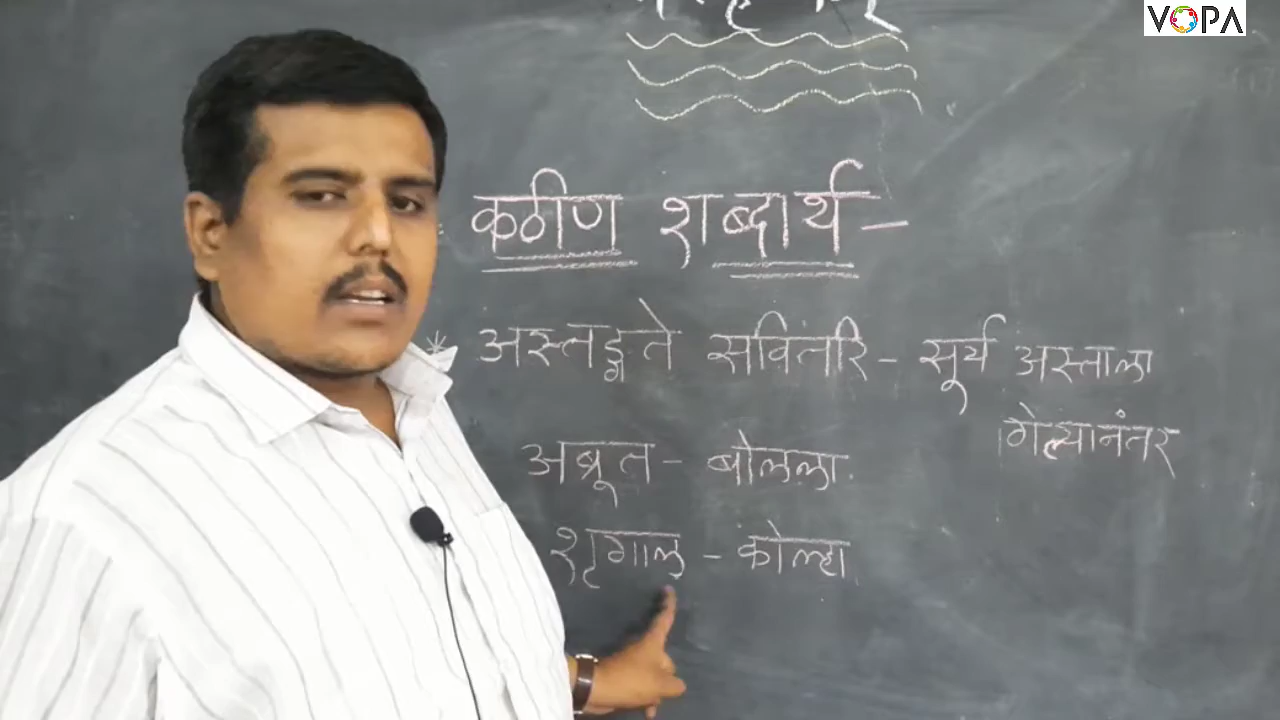 VOPA
कठीण शब्दार्थ –
अस्तङ्गते सवितरि – सूर्य अस्ताला
गेल्यानंतर
अब्रूत – बोलला.
शृगाल – कोल्हा.